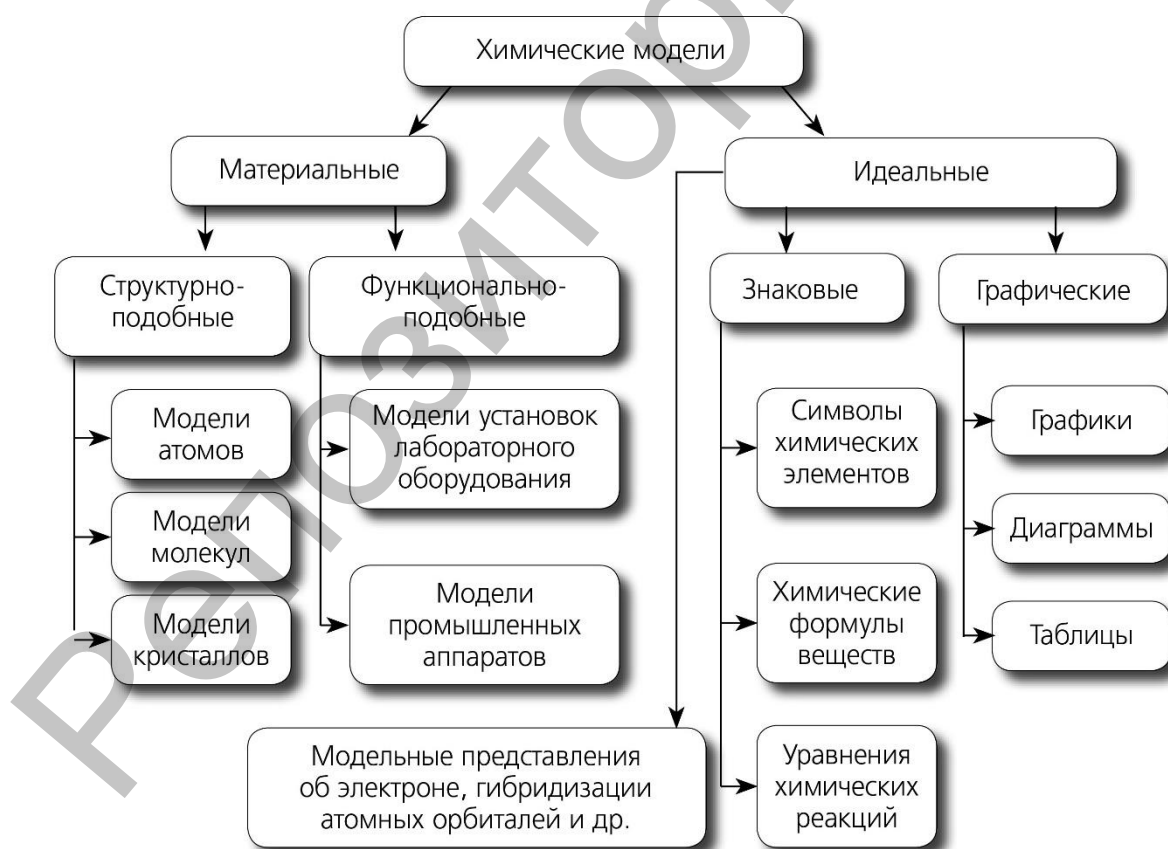 Химические модели
Материальные
Идеальные
Структурно-
подобные
Функционально-
подобные
Знаковые
Графические
Модели
атомов
Модели установок
лабораторного
оборудования
Символы
химических
элементов
Графики
Модели
молекул
Диаграммы
Модели
кристаллов
Модели
промышленных
аппаратов
Химические
формулы
веществ
Таблицы
Модельные представления
об электроне, гибридизации
атомных орбиталей и др.
Уравнения
химических
реакций